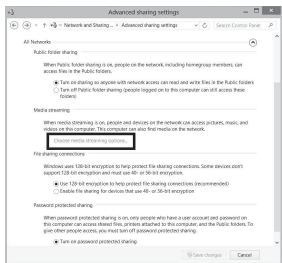 Advanced sharing settings
« Network and Sharing... ▸ Advanced sharing settings
Search Control Panel
All Networks
Public folder sharing
When Public folder sharing is on, people on the network, including homegroup members, can
access files in the Public folders.
Turn on sharing so anyone with network access can read and write files in the Public folders
Turn off Public folder sharing (people logged on to this computer can still access these
folders)
Media streaming
When media streaming is on, people and devices on the network can access pictures, music, and
videos on this computer. This computer can also find media on the network.
Choose media streaming options...
File sharing connections
Windows uses 128-bit encryption to help protect file sharing connections. Some devices don't
support 128-bit encryption and must use 40- or 56-bit encryption.
Use 128-bit encryption to help protect file sharing connections (recommended)
Enable file sharing for devices that use 40- or 56-bit encryption
Password protected sharing
When password protected sharing is on, only people who have a user account and password on this
computer can access shared files, printers attached to this computer, and the Public folders. To
give other people access, you must turn off password protected sharing.
Turn on password protected sharing
Save changes
Cancel